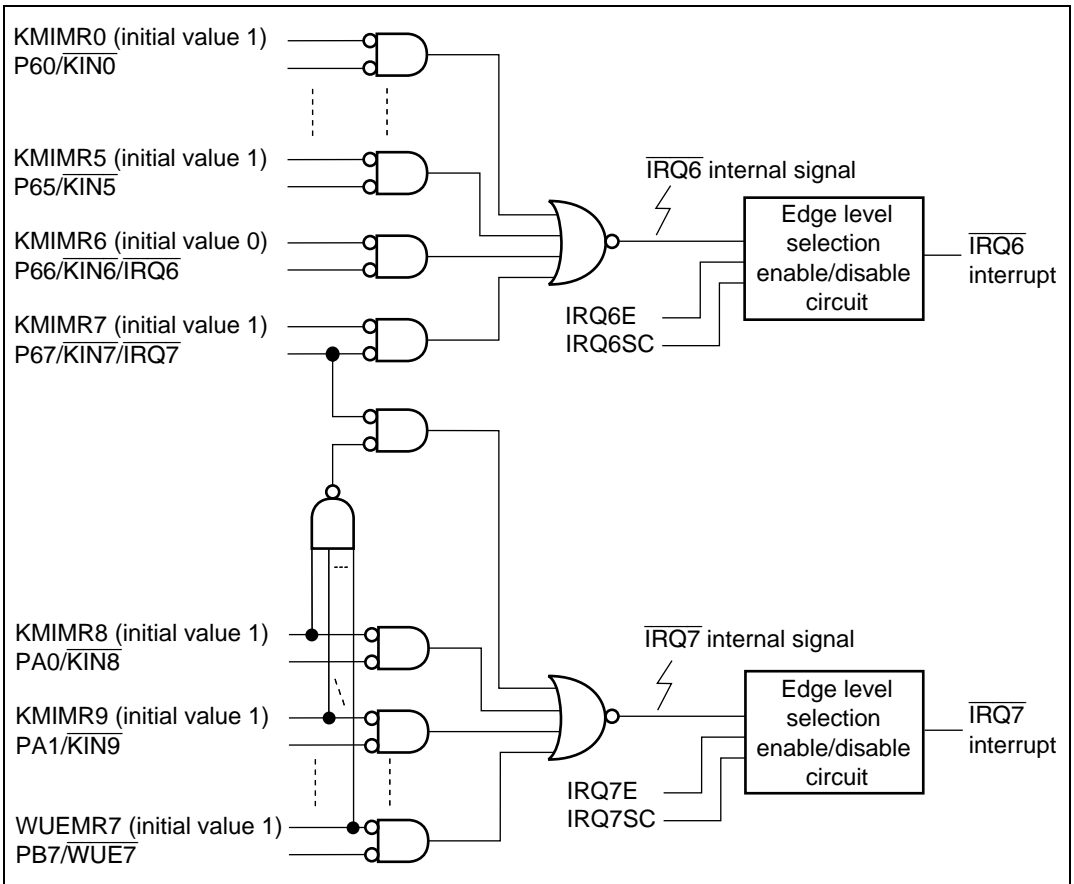 KMIMR0 (initial value 1)
P60/KIN0
KMIMR5 (initial value 1)
P65/KIN5
KMIMR6 (initial value 0)
P66/KIN6/IRQ6
KMIMR7 (initial value 1)
P67/KIN7/IRQ7
IRQ6 internal signal
Edge level
selection
enable/disable
circuit
IRQ6
interrupt
IRQ6E
IRQ6SC
KMIMR8 (initial value 1)
PA0/KIN8
KMIMR9 (initial value 1)
PA1/KIN9
WUEMR7 (initial value 1)
PB7/WUE7
IRQ7 internal signal
Edge level
selection
enable/disable
circuit
IRQ7
interrupt
IRQ7E
IRQ7SC